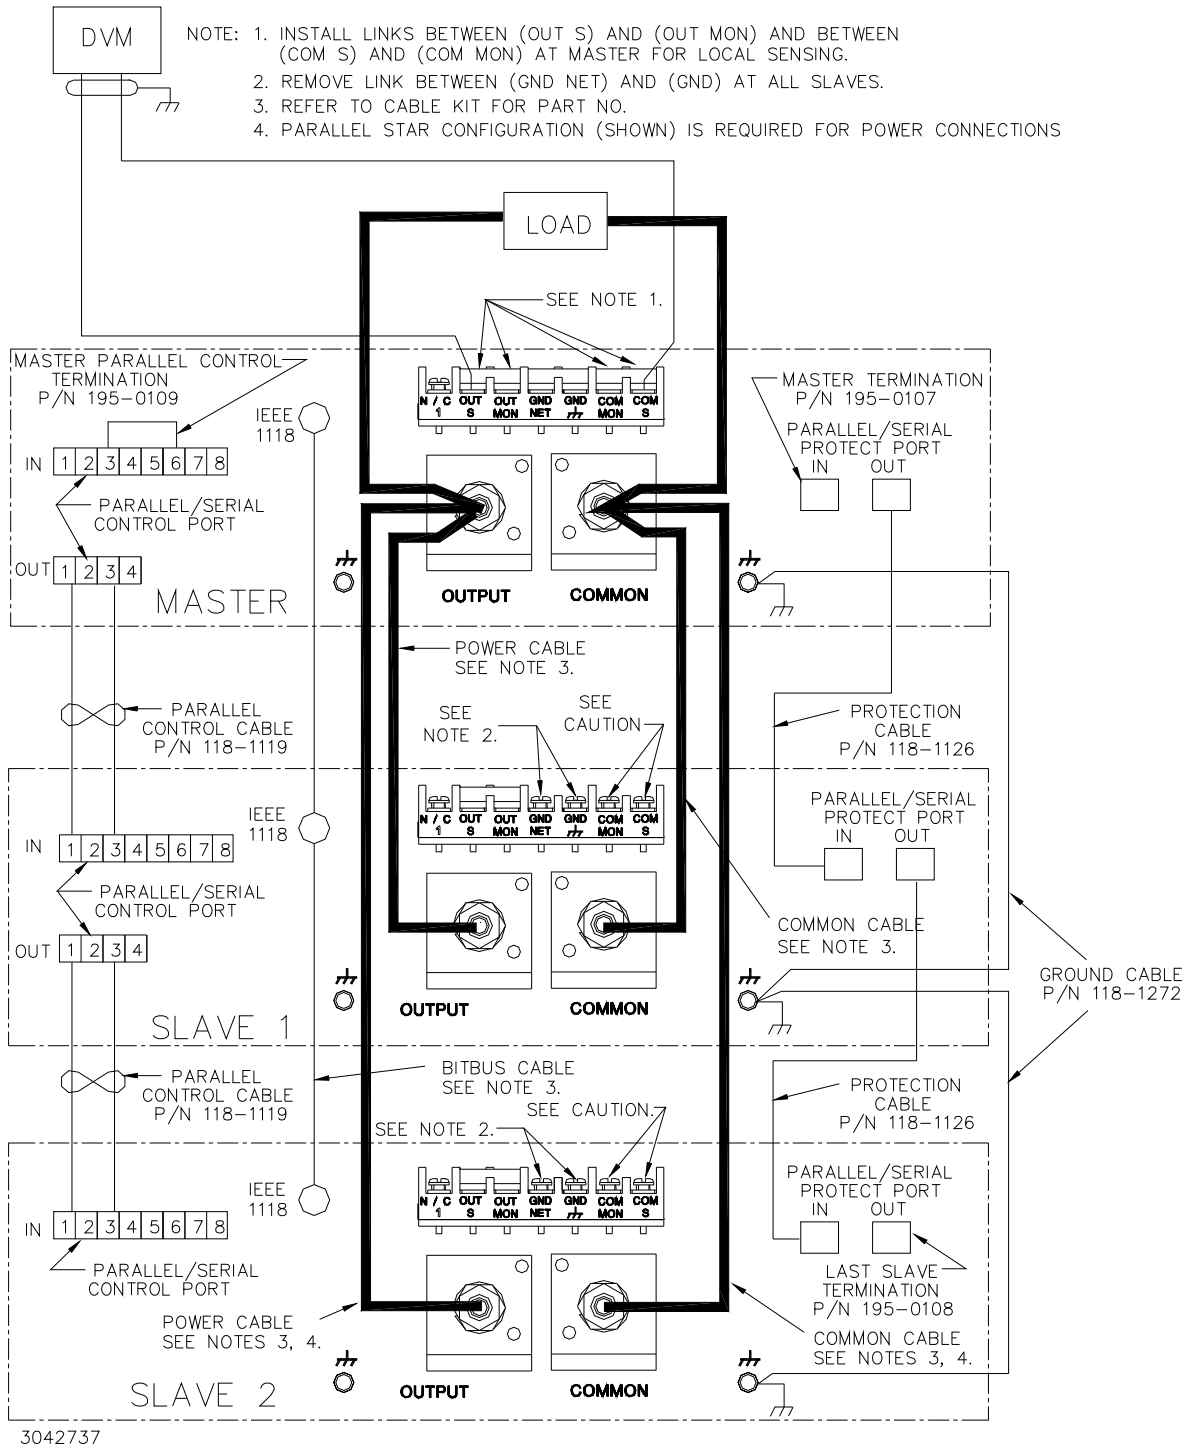 DVM
NOTE: 1. INSTALL LINKS BETWEEN (OUT S) AND (OUT MON) AND BETWEEN
(COM S) AND (COM MON) AT MASTER FOR LOCAL SENSING.
2. REMOVE LINK BETWEEN (GND NET) AND (GND) AT ALL SLAVES.
3. REFER TO CABLE KIT FOR PART NO.
4. PARALLEL STAR CONFIGURATION (SHOWN) IS REQUIRED FOR POWER CONNECTIONS
LOAD
SEE NOTE 1.
MASTER PARALLEL CONTROL
TERMINATION
P/N 195-0109
IEEE
1118
IN 1 2 3 4 5 6 7 8
PARALLEL/SERIAL
CONTROL PORT
OUT 1 2 3 4
MASTER
N / C OUT OUT GND GND COM COM
1 S MON NET MON S
OUTPUT COMMON
MASTER TERMINATION
P/N 195-0107
PARALLEL/SERIAL
PROTECT PORT
IN OUT
POWER CABLE
SEE NOTE 3.
PARALLEL
CONTROL CABLE
P/N 118-1119
SEE
NOTE 2.
SEE
CAUTION
PROTECTION
CABLE
P/N 118-1126
IEEE
1118
IN 1 2 3 4 5 6 7 8
PARALLEL/SERIAL
CONTROL PORT
OUT 1 2 3 4
SLAVE 1
N / C OUT OUT GND GND COM COM
1 S MON NET MON S
OUTPUT COMMON
PARALLEL/SERIAL
PROTECT PORT
IN OUT
COMMON CABLE
SEE NOTE 3.
GROUND CABLE
P/N 118-1272
PARALLEL
CONTROL CABLE
P/N 118-1119
BITBUS CABLE
SEE NOTE 3.
SEE CAUTION.
SEE NOTE 2.
PROTECTION
CABLE
P/N 118-1126
IEEE
1118
IN 1 2 3 4 5 6 7 8
PARALLEL/SERIAL
CONTROL PORT
N / C OUT OUT GND GND COM COM
1 S MON NET MON S
PARALLEL/SERIAL
PROTECT PORT
IN OUT
LAST SLAVE
TERMINATION
P/N 195-0108
POWER CABLE
SEE NOTES 3, 4.
COMMON CABLE
SEE NOTES 3, 4.
SLAVE 2
OUTPUT COMMON
3042737